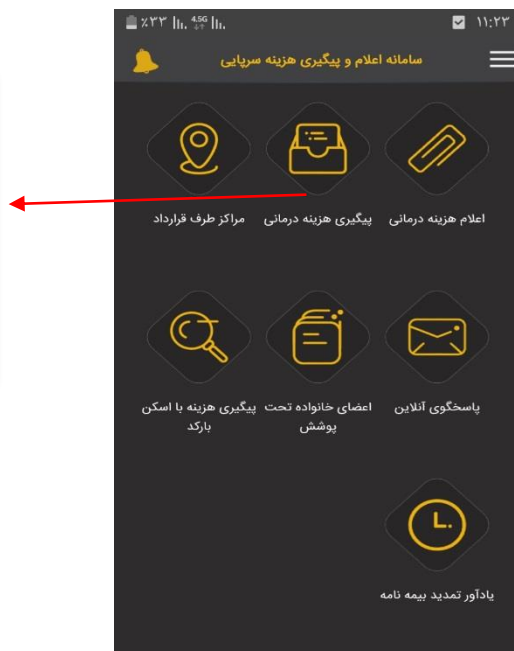 ۱۱:۲۳
٪۳۳ 4.5G
سامانه اعلام و پیگیری هزینه سرپایی
اعلام هزینه درمانی
پیگیری هزینه درمانی
مراکز طرف قرارداد
پاسخگوی آنلاین
اعضای خانواده تحت
پوشش
پیگیری هزینه با اسکن
بارکد
یادآور تمدید بیمه نامه